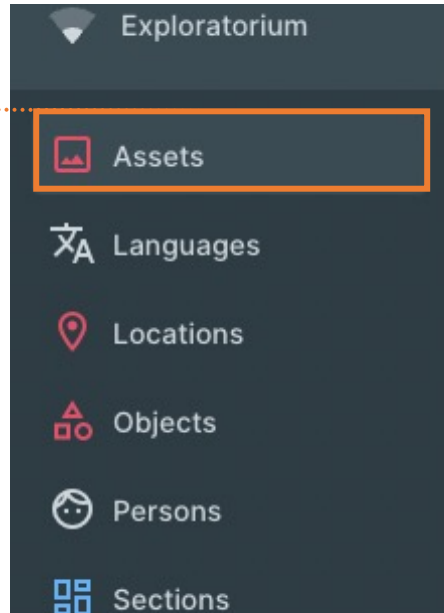 Exploratorium
Assets
Languages
Locations
Objects
Persons
Sections